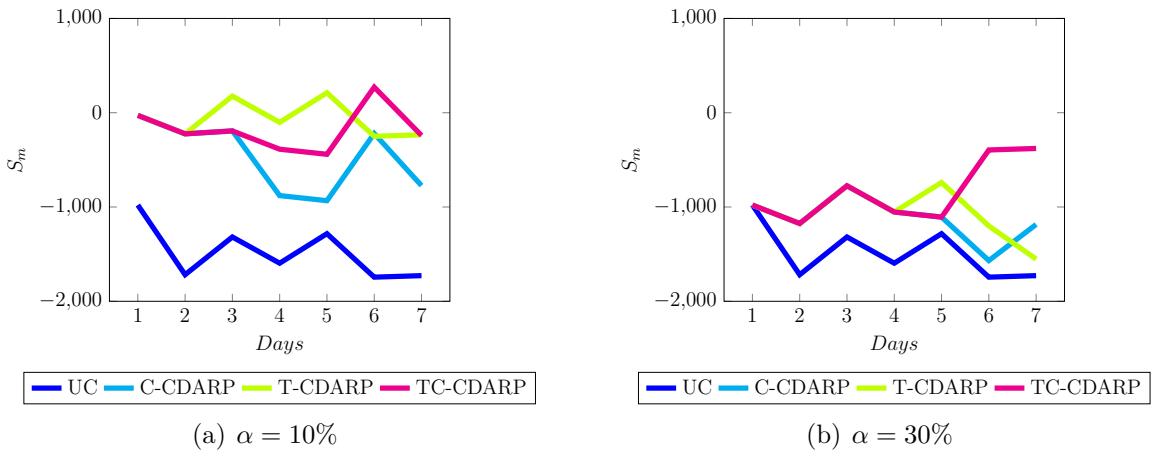 1,000
0
−1,000
−2,000
S_m
1 2 3 4 5 6 7
Days
UC C-CDARP T-CDARP TC-CDARP
(a) α = 10%
1,000
0
−1,000
−2,000
S_m
1 2 3 4 5 6 7
Days
UC C-CDARP T-CDARP TC-CDARP
(b) α = 30%